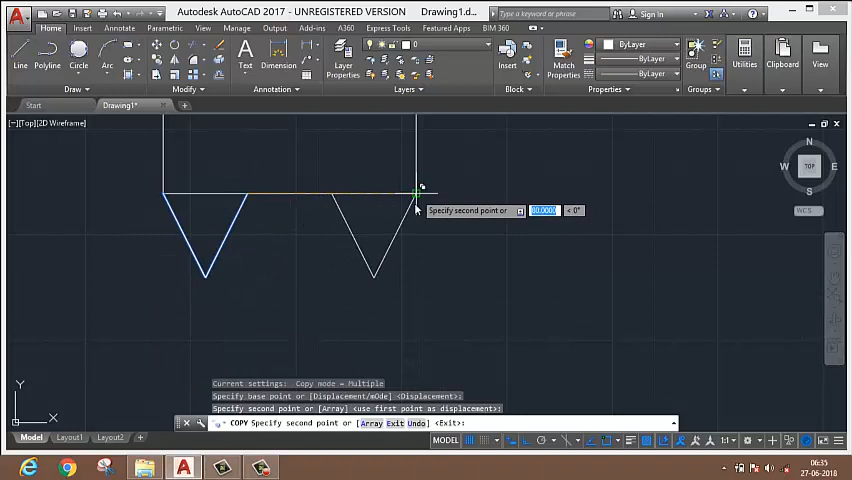 Autodesk AutoCAD 2017 - UNREGISTERED VERSION Drawing1.d...
Type a keyword or phrase
Sign In
Home Insert Annotate Parametric View Manage Output Add-ins A360 Express Tools Featured Apps
Line Polyline Circle Arc
Text Dimension
Layer Properties
0
Insert
Match Properties
ByLayer
ByLayer
ByLayer
Group
Utilities
Clipboard
View
Draw Modify Annotation Layers Block Properties Groups
Start Drawing1*
[−][Top][2D Wireframe]
N
W TOP E
S
WCS
Specify second point or
80.0000
< 0°
Y
X
Current settings: Copy mode = Multiple
Specify base point or [Displacement/mOde] <Displacement>:
Specify second point or [Array] <use first point as displacement>:
COPY Specify second point or [Array Exit Undo] <Exit>:
Model Layout1 Layout2
MODEL
1:1
06:35
27-06-2018